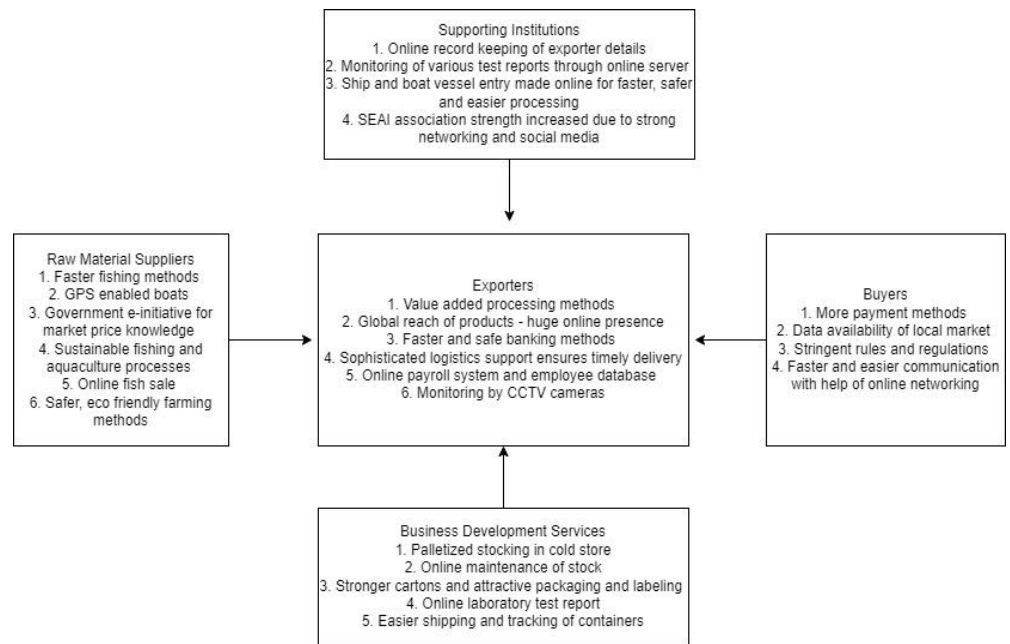 Supporting Institutions
1. Online record keeping of exporter details
2. Monitoring of various test reports through online server
3. Ship and boat vessel entry made online for faster, safer
and easier processing
4. SEAI association strength increased due to strong
networking and social media
Raw Material Suppliers
1. Faster fishing methods
2. GPS enabled boats
3. Government e-initiative for
market price knowledge
4. Sustainable fishing and
aquaculture processes
5. Online fish sale
6. Safer, eco friendly farming
methods
Exporters
1. Value added processing methods
2. Global reach of products - huge online presence
3. Faster and safe banking methods
4. Sophisticated logistics support ensures timely delivery
5. Online payroll system and employee database
6. Monitoring by CCTV cameras
Buyers
1. More payment methods
2. Data availability of local market
3. Stringent rules and regulations
4. Faster and easier communication
with help of online networking
Business Development Services
1. Palletized stocking in cold store
2. Online maintenance of stock
3. Stronger cartons and attractive packaging and labeling
4. Online laboratory test report
5. Easier shipping and tracking of containers